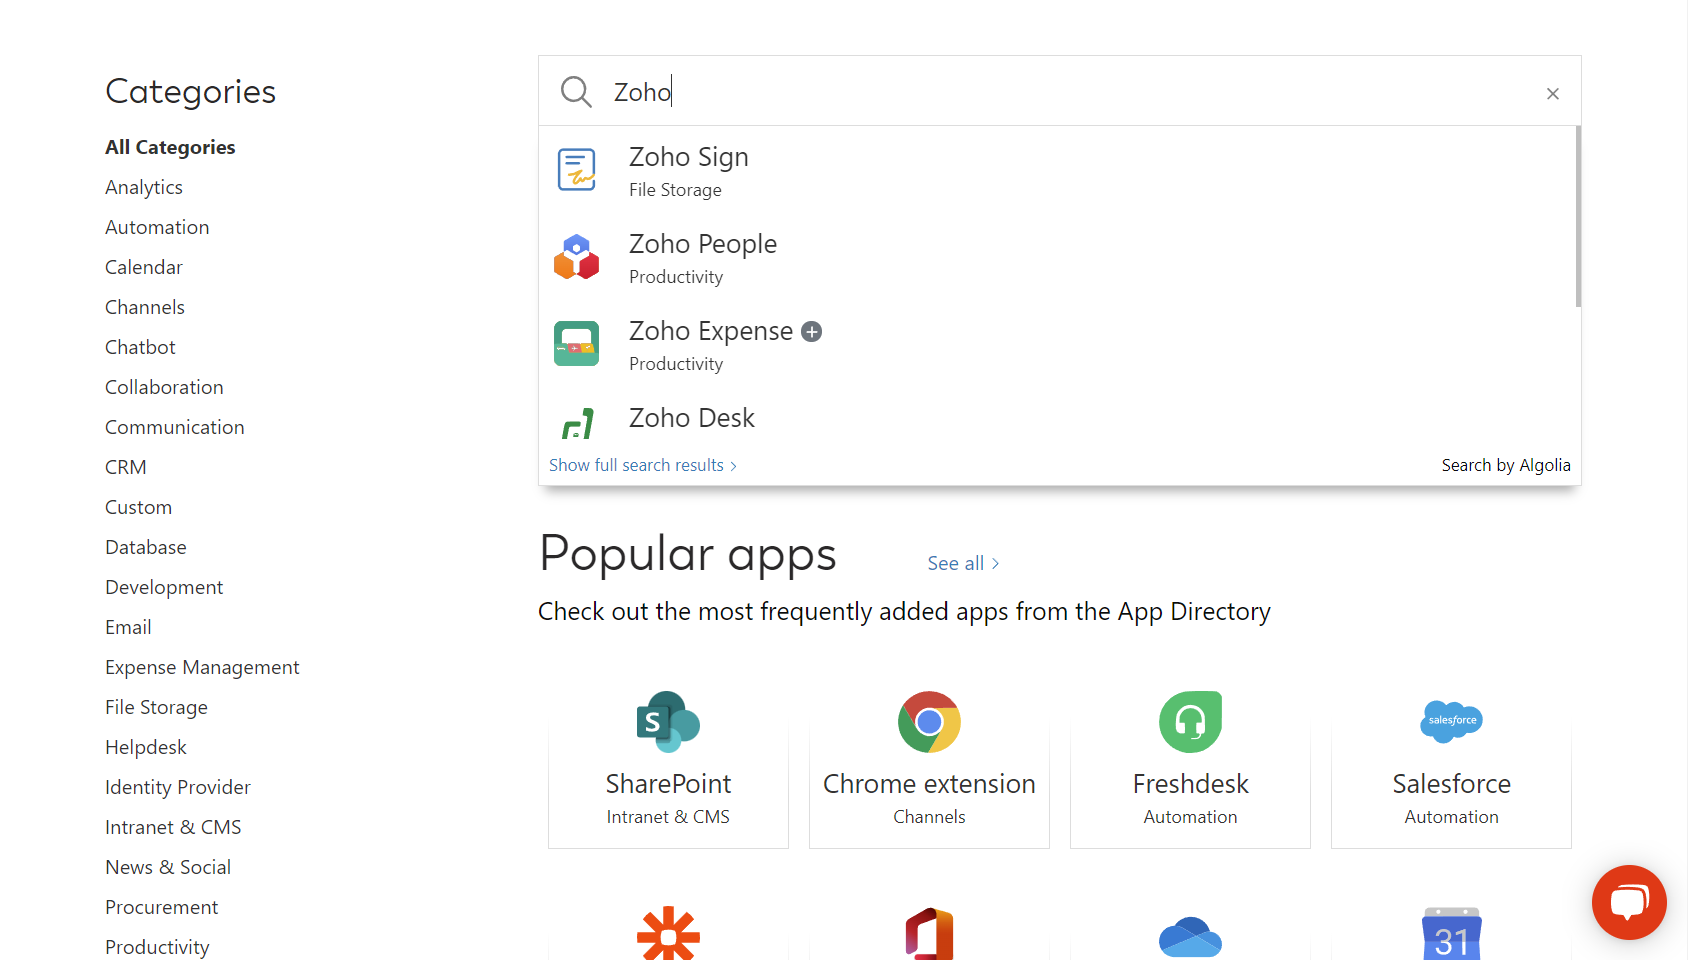 Categories
All Categories
Analytics
Automation
Calendar
Channels
Chatbot
Collaboration
Communication
CRM
Custom
Database
Development
Email
Expense Management
File Storage
Helpdesk
Identity Provider
Intranet & CMS
News & Social
Procurement
Productivity
Zoho
Zoho Sign
File Storage
Zoho People
Productivity
Zoho Expense
Productivity
Zoho Desk
Show full search results
Search by Algolia
Popular apps
See all
Check out the most frequently added apps from the App Directory
S
SharePoint
Intranet & CMS
Chrome extension
Channels
Freshdesk
Automation
salesforce
Salesforce
Automation
31